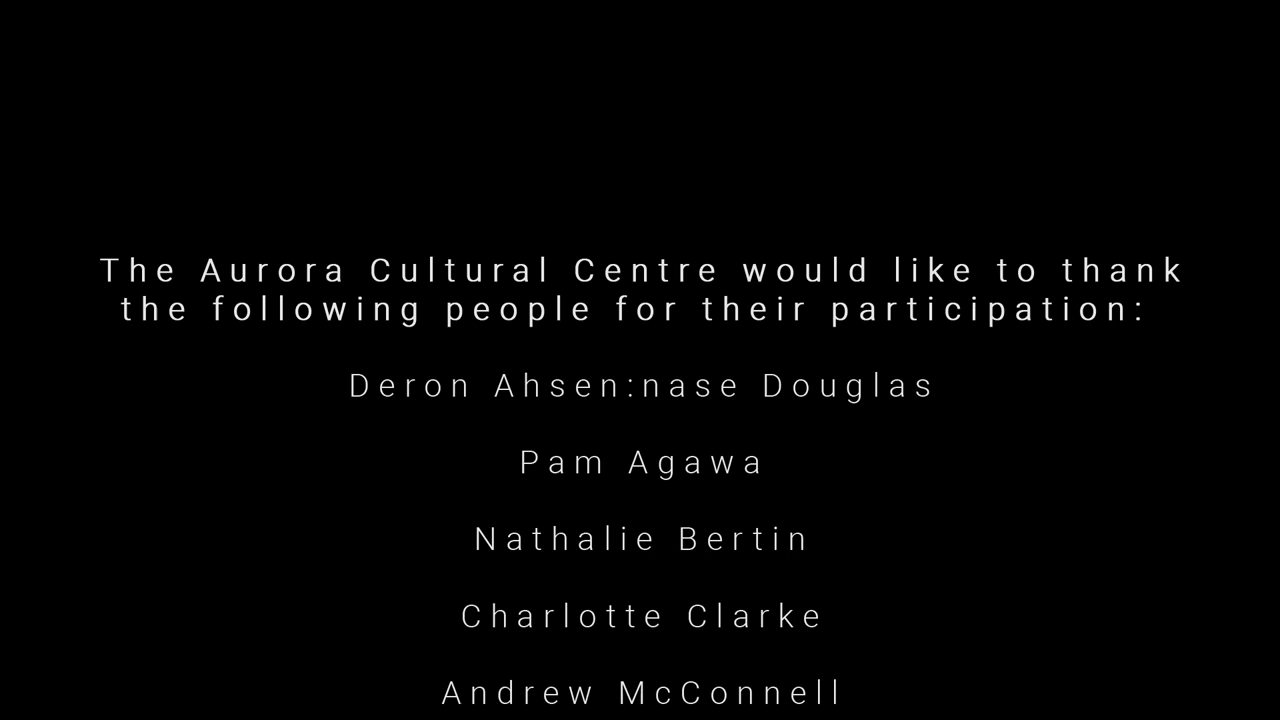 The Aurora Cultural Centre would like to thank
the following people for their participation:
Deron Ahsen:nase Douglas
Pam Agawa
Nathalie Bertin
Charlotte Clarke
Andrew McConnell